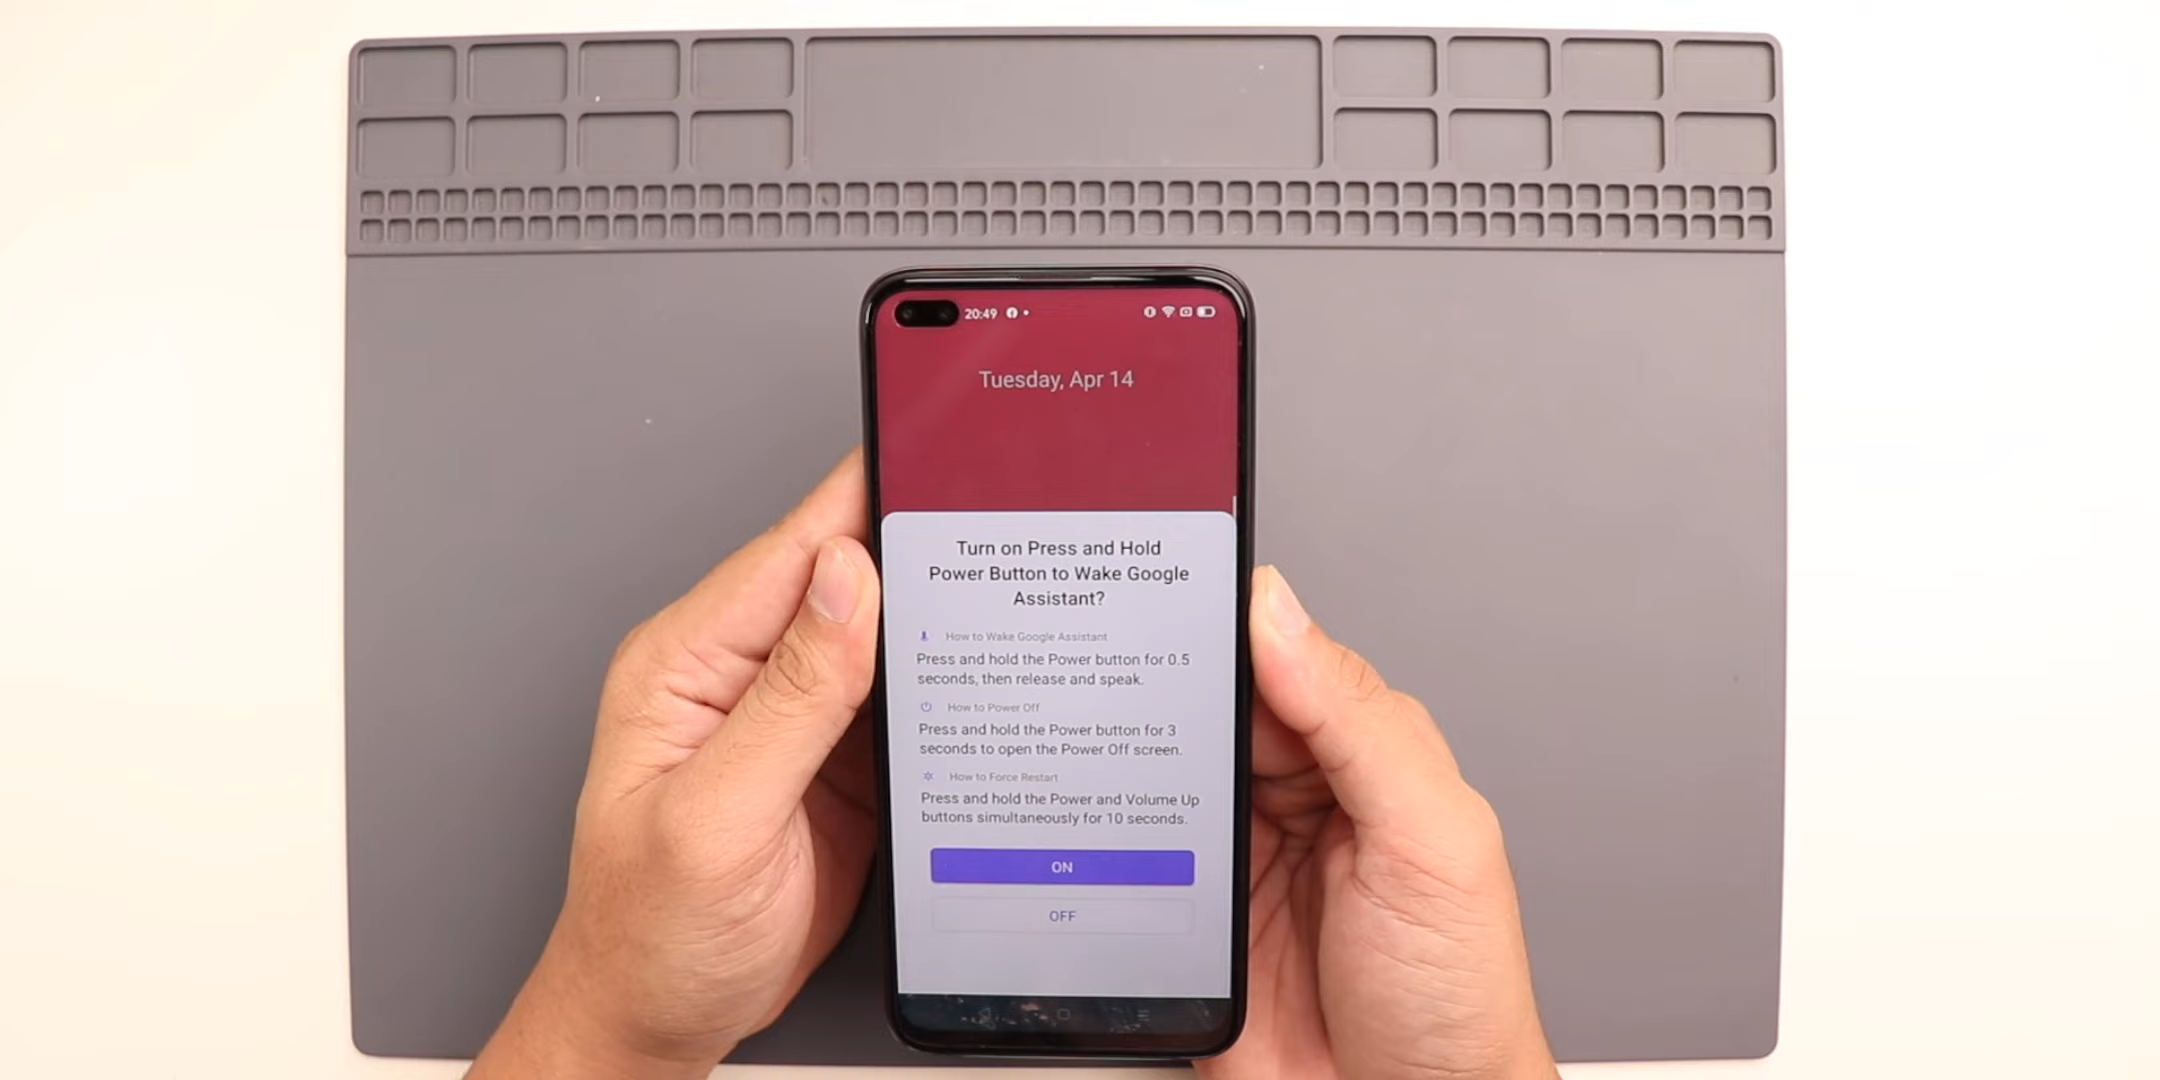 20:49
Tuesday, Apr 14
Turn on Press and Hold
Power Button to Wake Google
Assistant?
How to Wake Google Assistant
Press and hold the Power button for 0.5
seconds, then release and speak.
How to Power Off
Press and hold the Power button for 3
seconds to open the Power Off screen.
How to Force Restart
Press and hold the Power and Volume Up
buttons simultaneously for 10 seconds.
ON
OFF